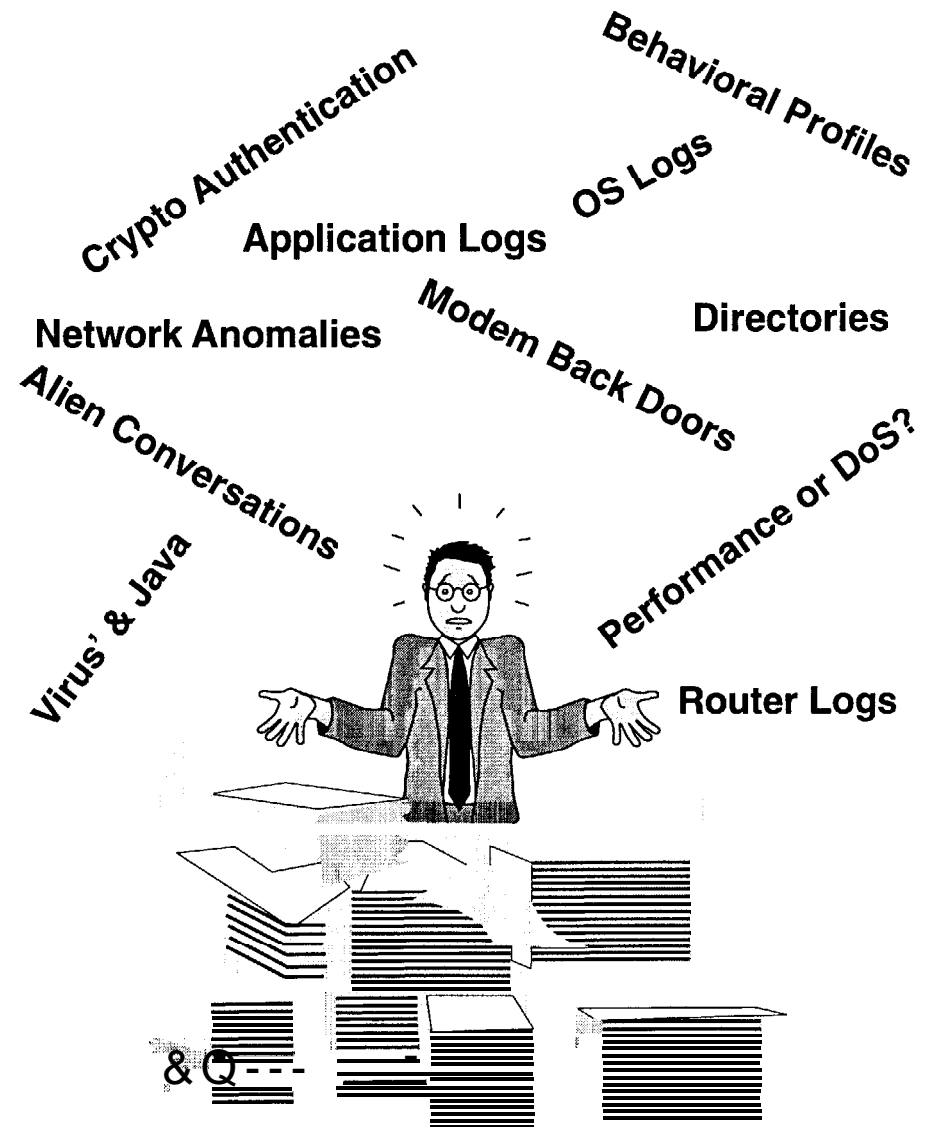 Behavioral Profiles
Crypto Authentication
OS Logs
Application Logs
Modem Back Doors
Directories
Network Anomalies
Alien Conversations
Performance or DoS?
Virus' & Java
Router Logs
& Q - - -